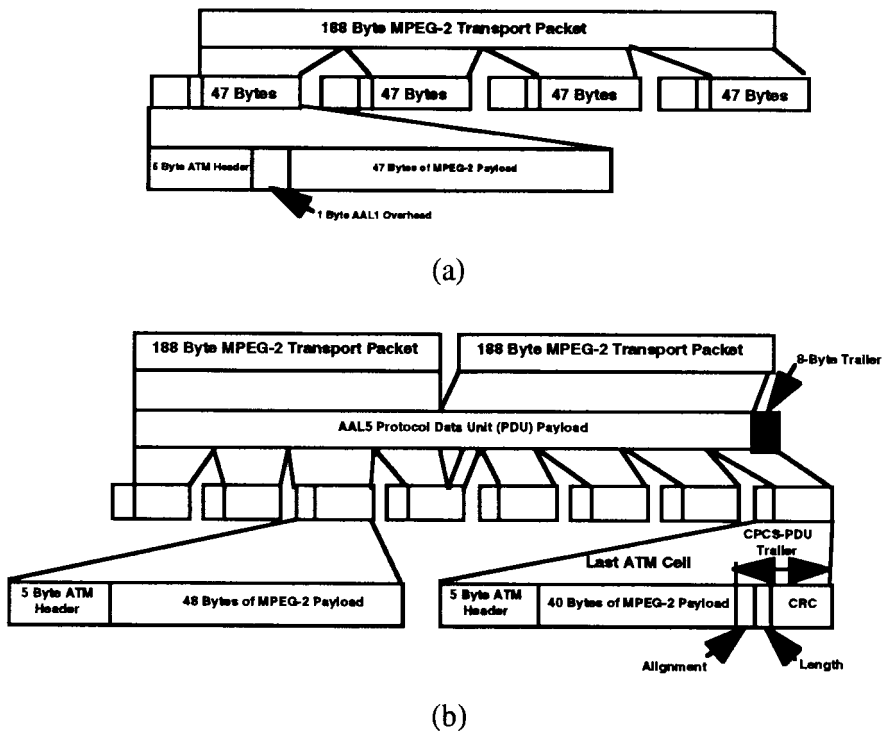 188 Byte MPEG-2 Transport Packet
47 Bytes
47 Bytes
47 Bytes
47 Bytes
5 Byte ATM Header
47 Bytes of MPEG-2 Payload
1 Byte AAL1 Overhead
(a)
188 Byte MPEG-2 Transport Packet
188 Byte MPEG-2 Transport Packet
8-Byte Trailer
AAL5 Protocol Data Unit (PDU) Payload
CPCS-PDU
Trailer
Last ATM Cell
5 Byte ATM
Header
48 Bytes of MPEG-2 Payload
5 Byte ATM
Header
40 Bytes of MPEG-2 Payload
CRC
Alignment
Length
(b)